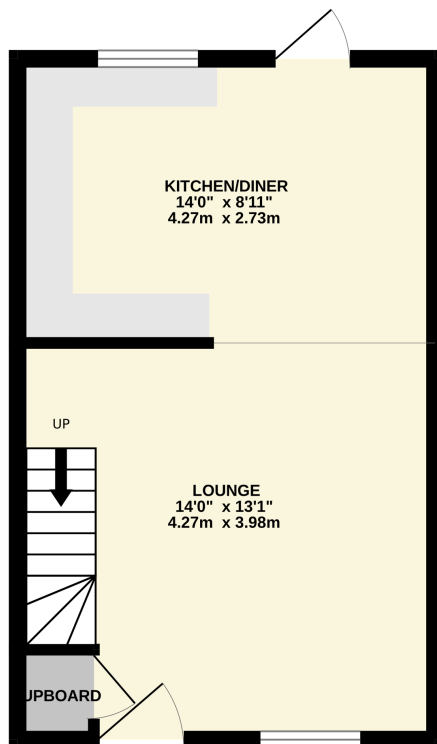 KITCHEN/DINER
14'0" x 8'11"
4.27m x 2.73m
UP
LOUNGE
14'0" x 13'1"
4.27m x 3.98m
UPBOARD